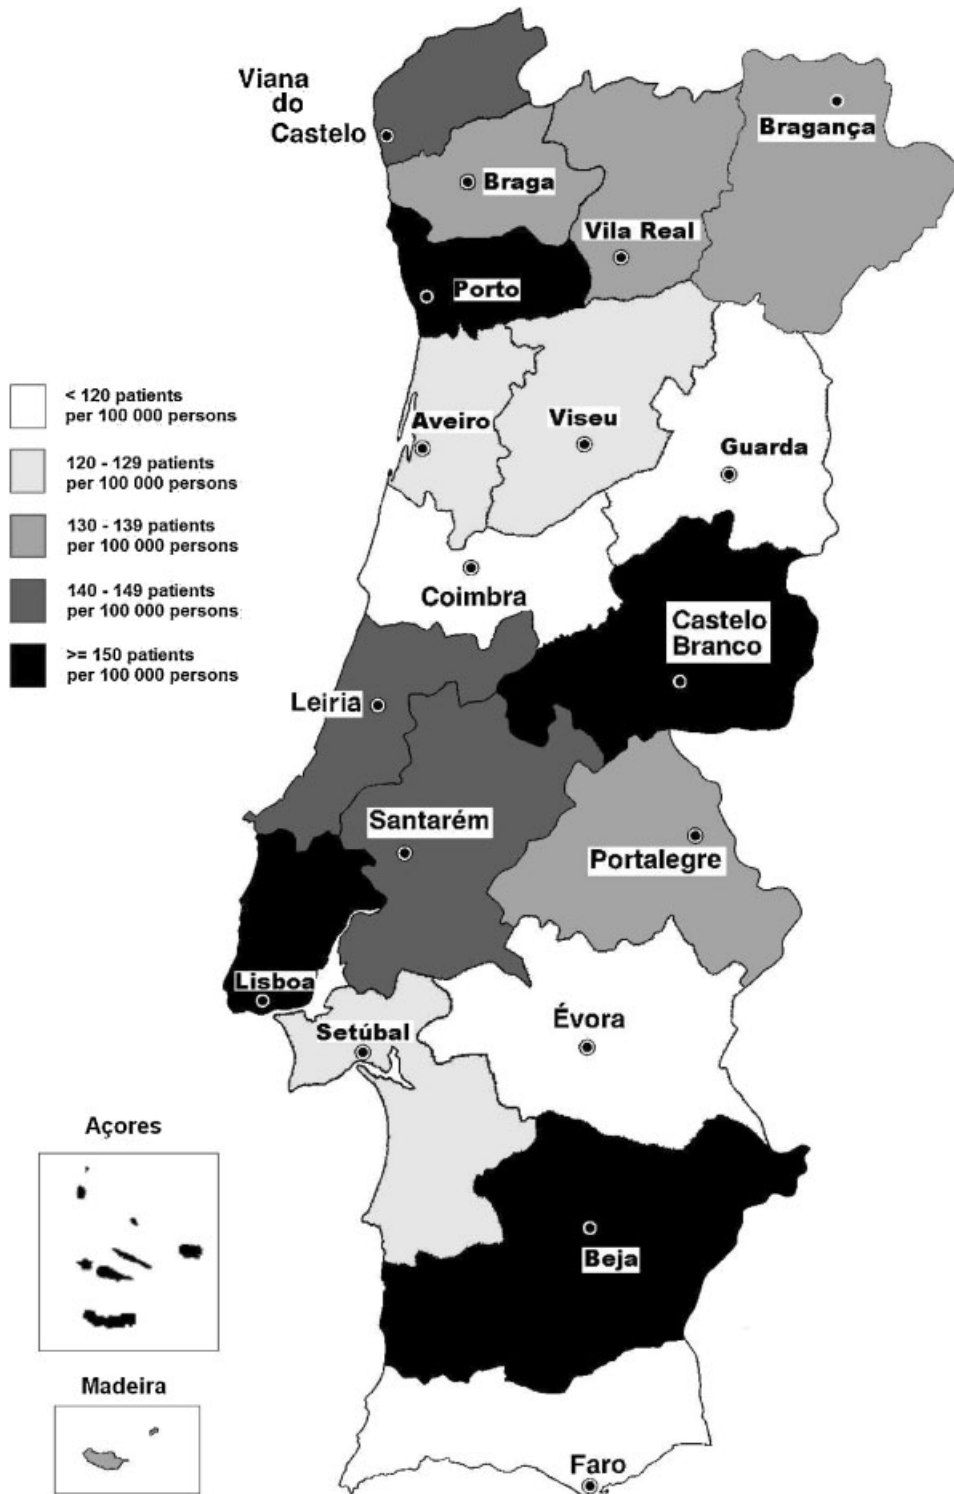 Viana
do
Castelo
Bragança
Braga
Vila Real
Porto
< 120 patients
per 100 000 persons
120 - 129 patients
per 100 000 persons
130 - 139 patients
per 100 000 persons
140 - 149 patients
per 100 000 persons
>= 150 patients
per 100 000 persons
Aveiro
Viseu
Guarda
Coimbra
Castelo
Branco
Leiria
Santarém
Portalegre
Lisboa
Setúbal
Évora
Açores
Beja
Madeira
Faro